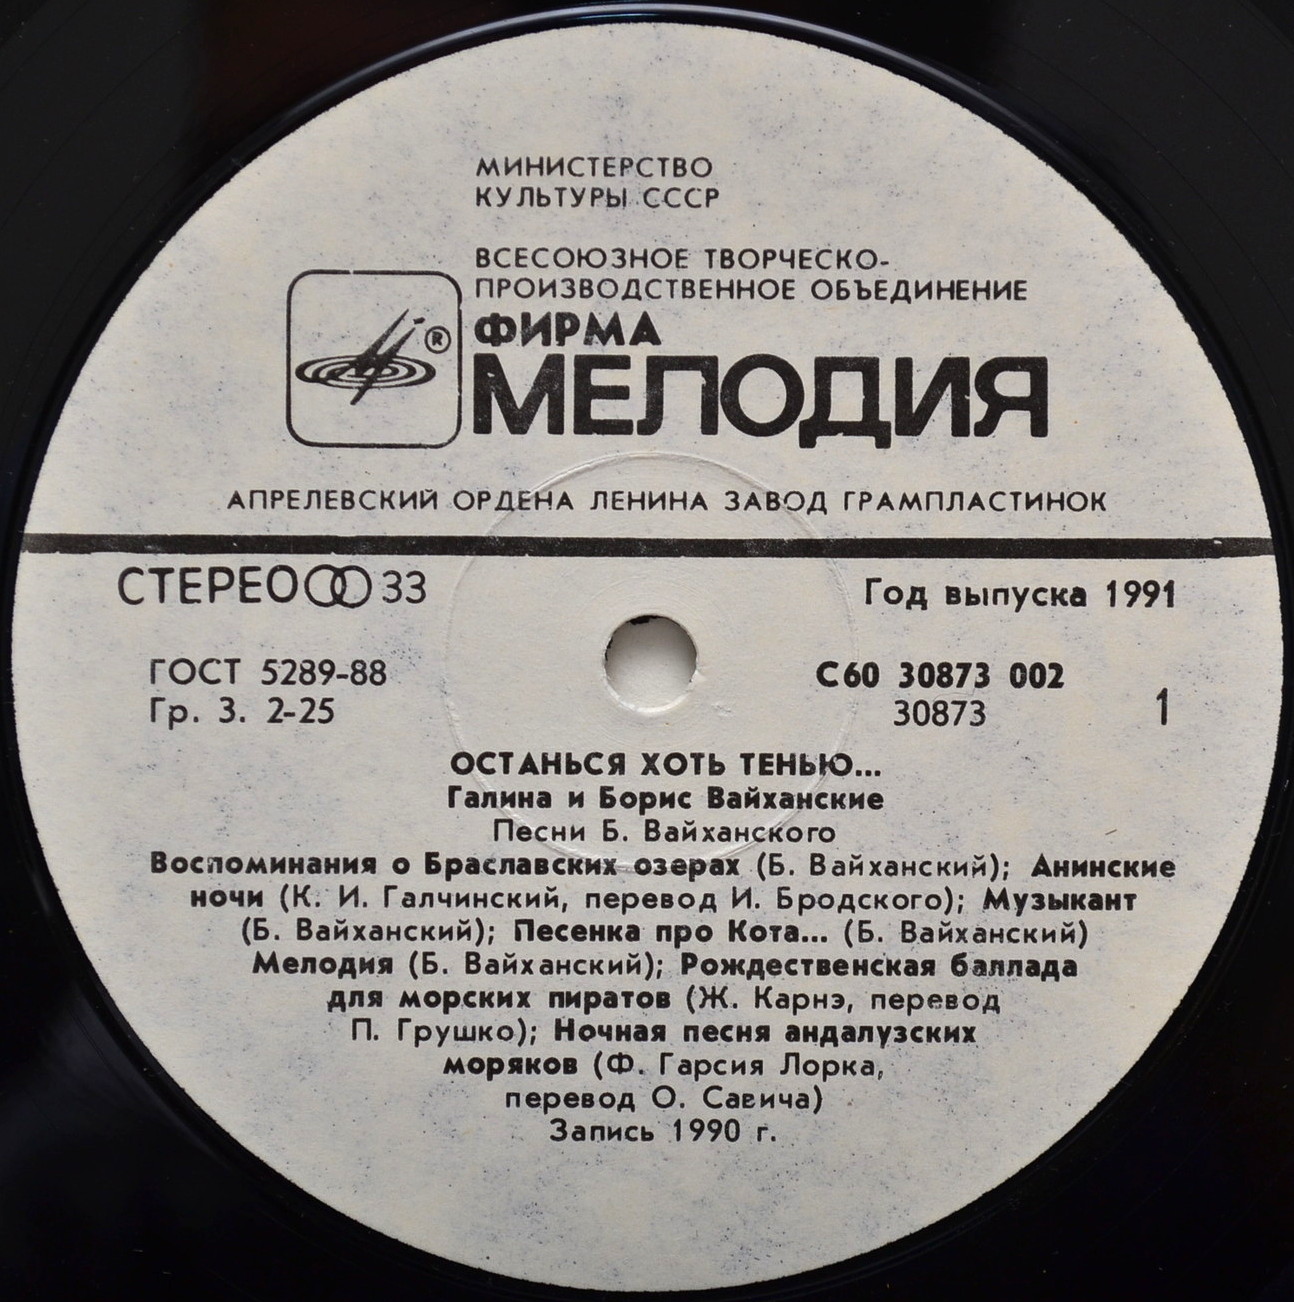 МИНИСТЕРСТВО
КУЛЬТУРЫ СССР
ВСЕСОЮЗНОЕ ТВОРЧЕСКО-
ПРОИЗВОДСТВЕННОЕ ОБЪЕДИНЕНИЕ
ФИРМА
®
МЕЛОДИЯ
АПРЕЛЕВСКИЙ ОРДЕНА ЛЕНИНА ЗАВОД ГРАМПЛАСТИНОК
СТЕРЕО 33
Год выпуска 1991
ГОСТ 5289-88
Гр. 3. 2-25
С60 30873 002
30873
1
ОСТАНЬСЯ ХОТЬ ТЕНЬЮ...
Галина и Борис Вайханские
Песни Б. Вайханского
Воспоминания о Браславских озерах (Б. Вайханский); Анинские
ночи (К. И. Галчинский, перевод И. Бродского); Музыкант
(Б. Вайханский); Песенка про Кота... (Б. Вайханский)
Мелодия (Б. Вайханский); Рождественская баллада
для морских пиратов (Ж. Карнэ, перевод
П. Грушко); Ночная песня андалузских
моряков (Ф. Гарсия Лорка,
перевод О. Савича)
Запись 1990 г.